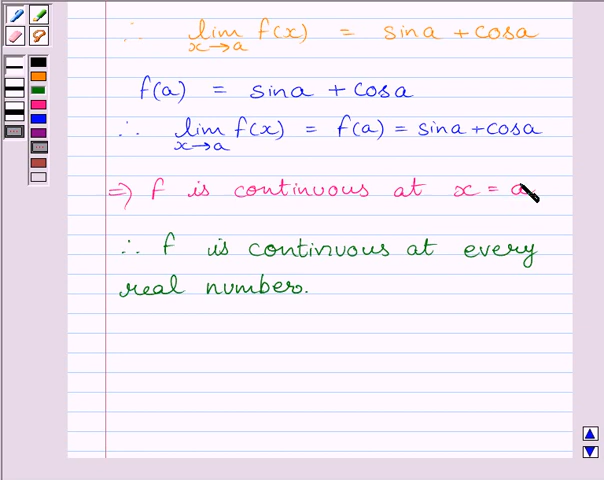 ∴ lim x→a f(x) = sina + cosa
f(a) = sina + cosa
∴ lim x→a f(x) = f(a) = sina + cosa
⇒ f is continuous at x = a
∴ f is continuous at every
real number.